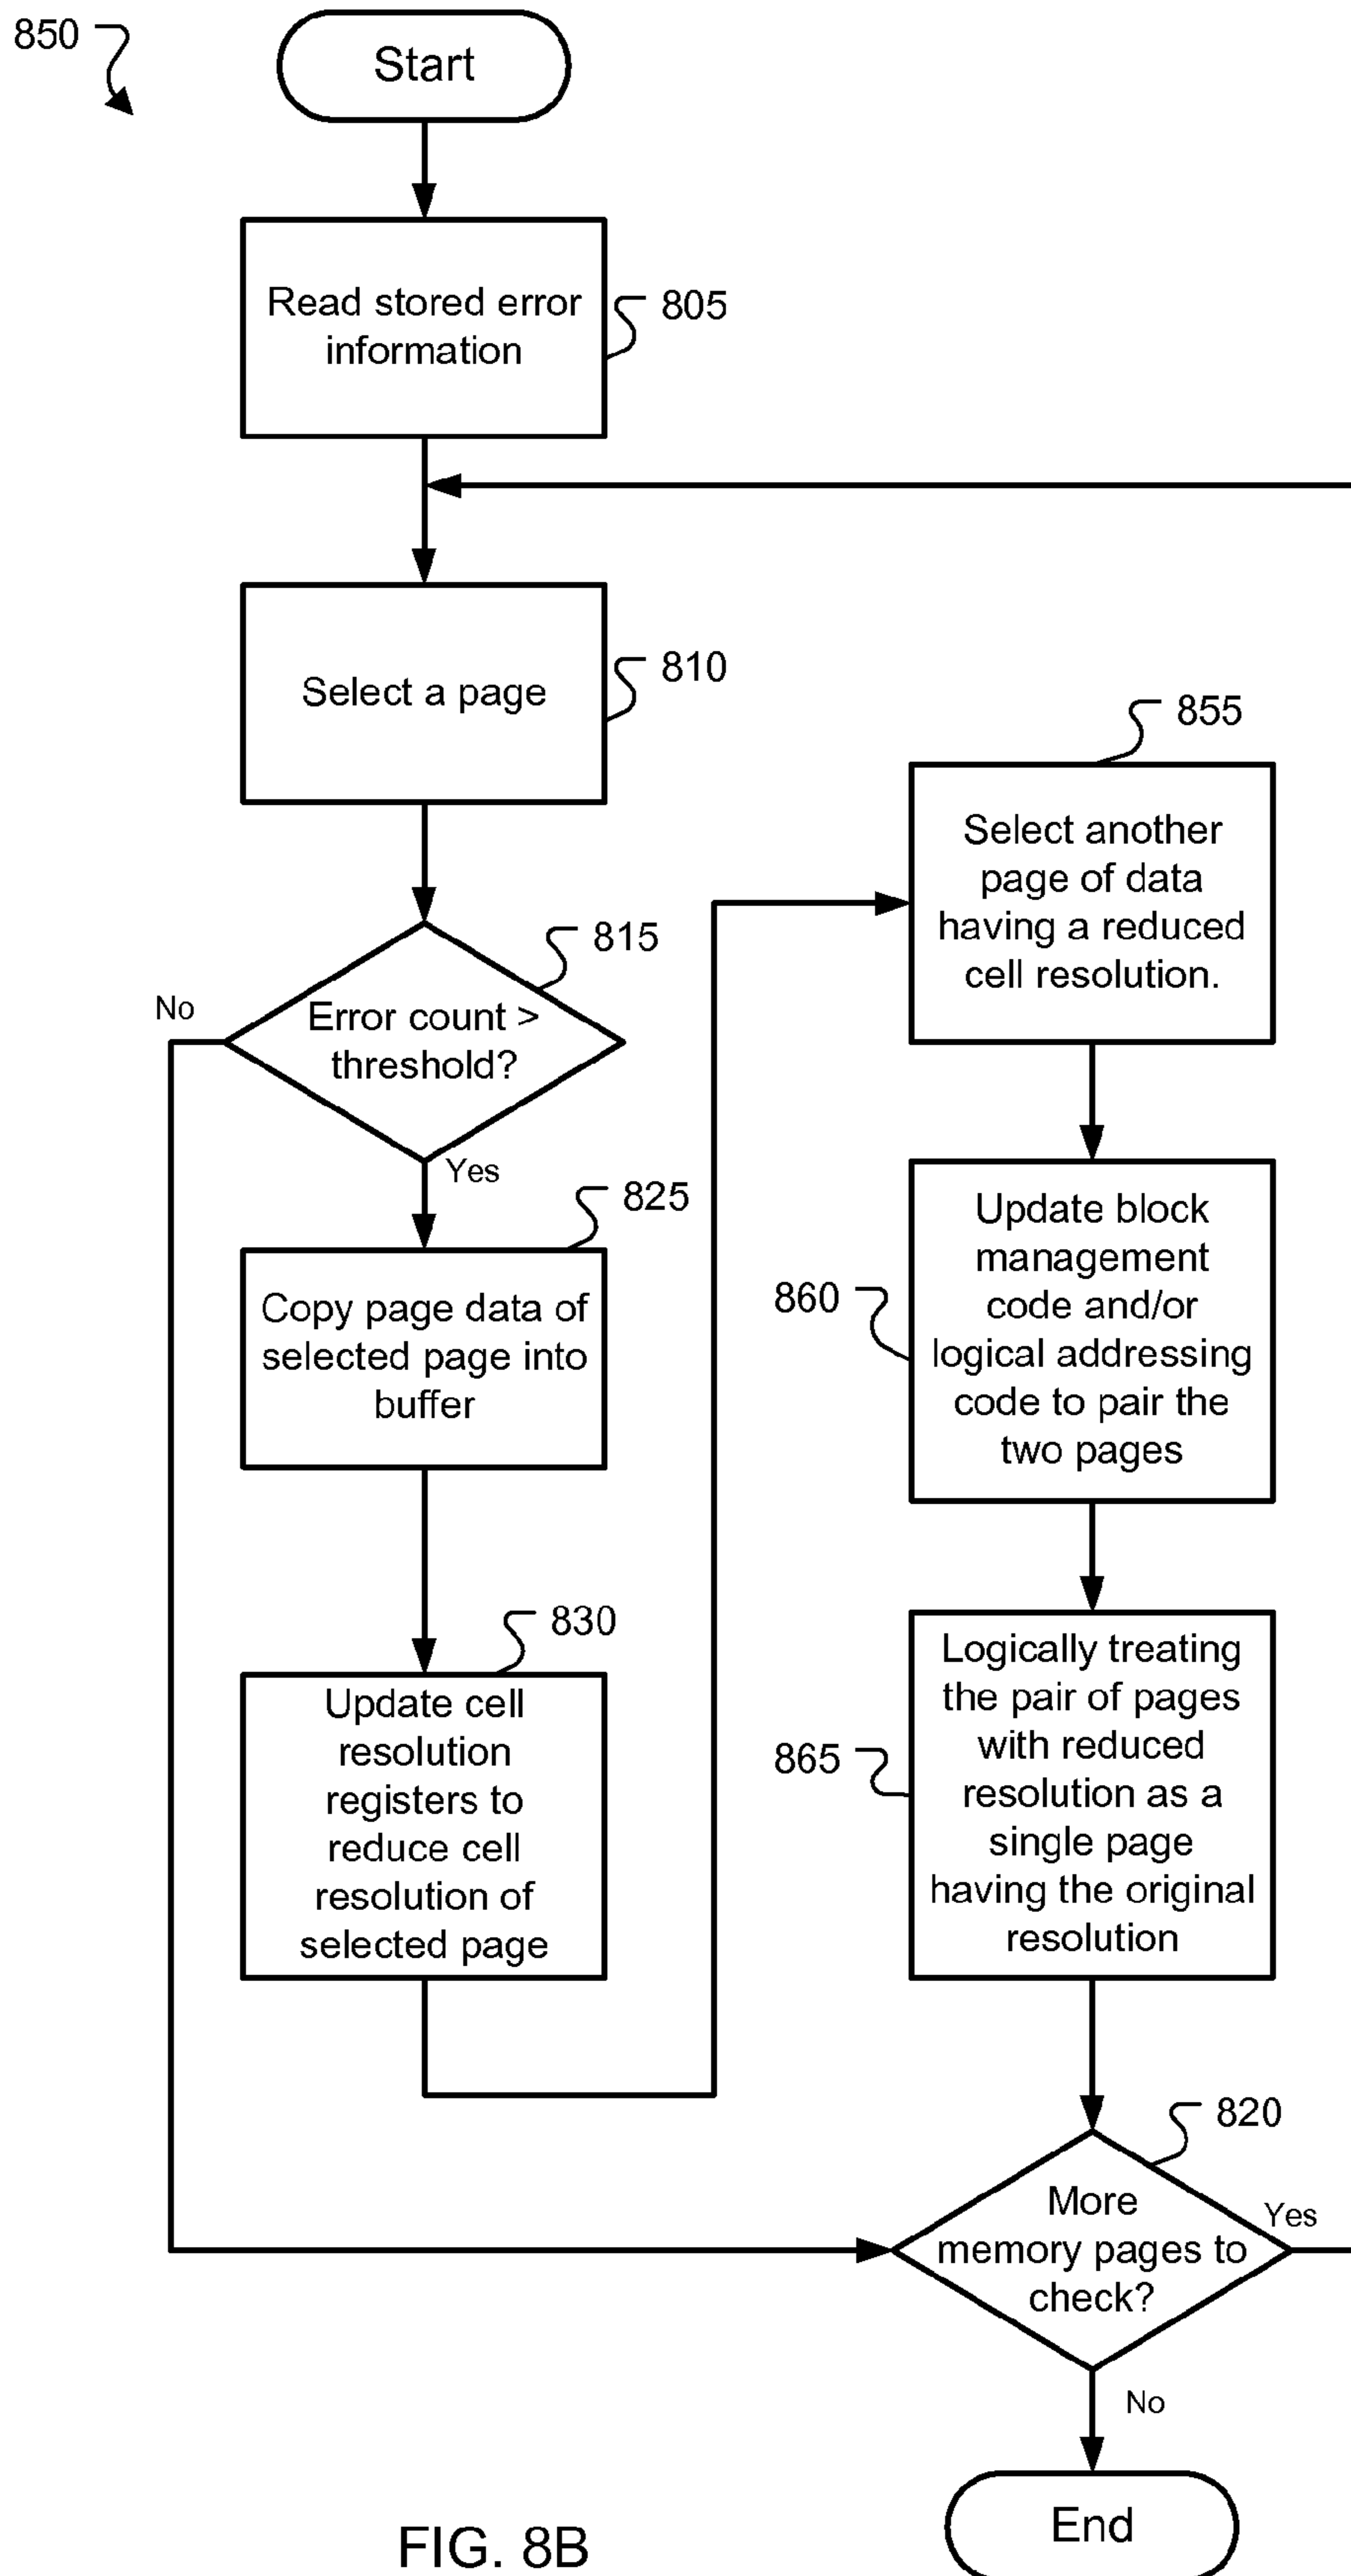 850
Start
Read stored error
information
805
Select a page
810
Error count >
threshold?
815
No
Yes
Copy page data of
selected page into
buffer
825
Update cell
resolution
registers to
reduce cell
resolution of
selected page
830
Select another
page of data
having a reduced
cell resolution.
855
Update block
management
code and/or
logical addressing
code to pair the
two pages
860
Logically treating
the pair of pages
with reduced
resolution as a
single page
having the original
resolution
865
More
memory pages to
check?
820
Yes
No
End
FIG. 8B